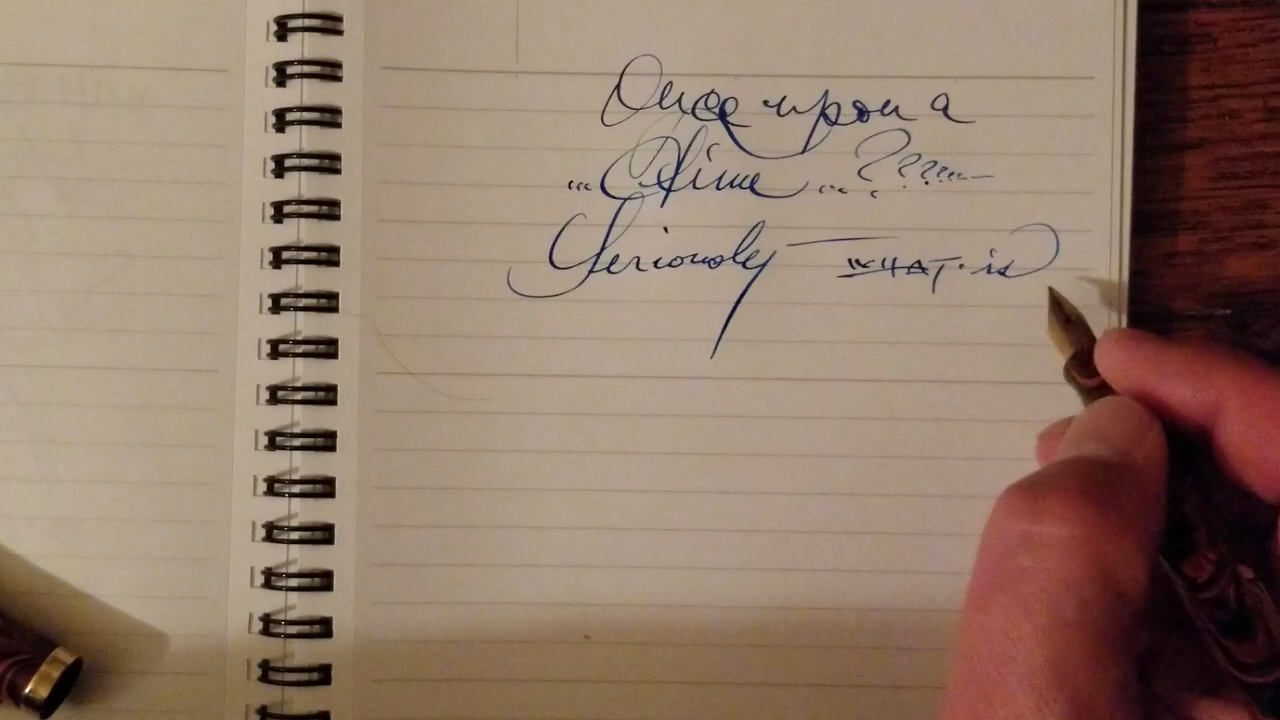 Once upon a
... Time ...????...—
Seriously — WHAT is